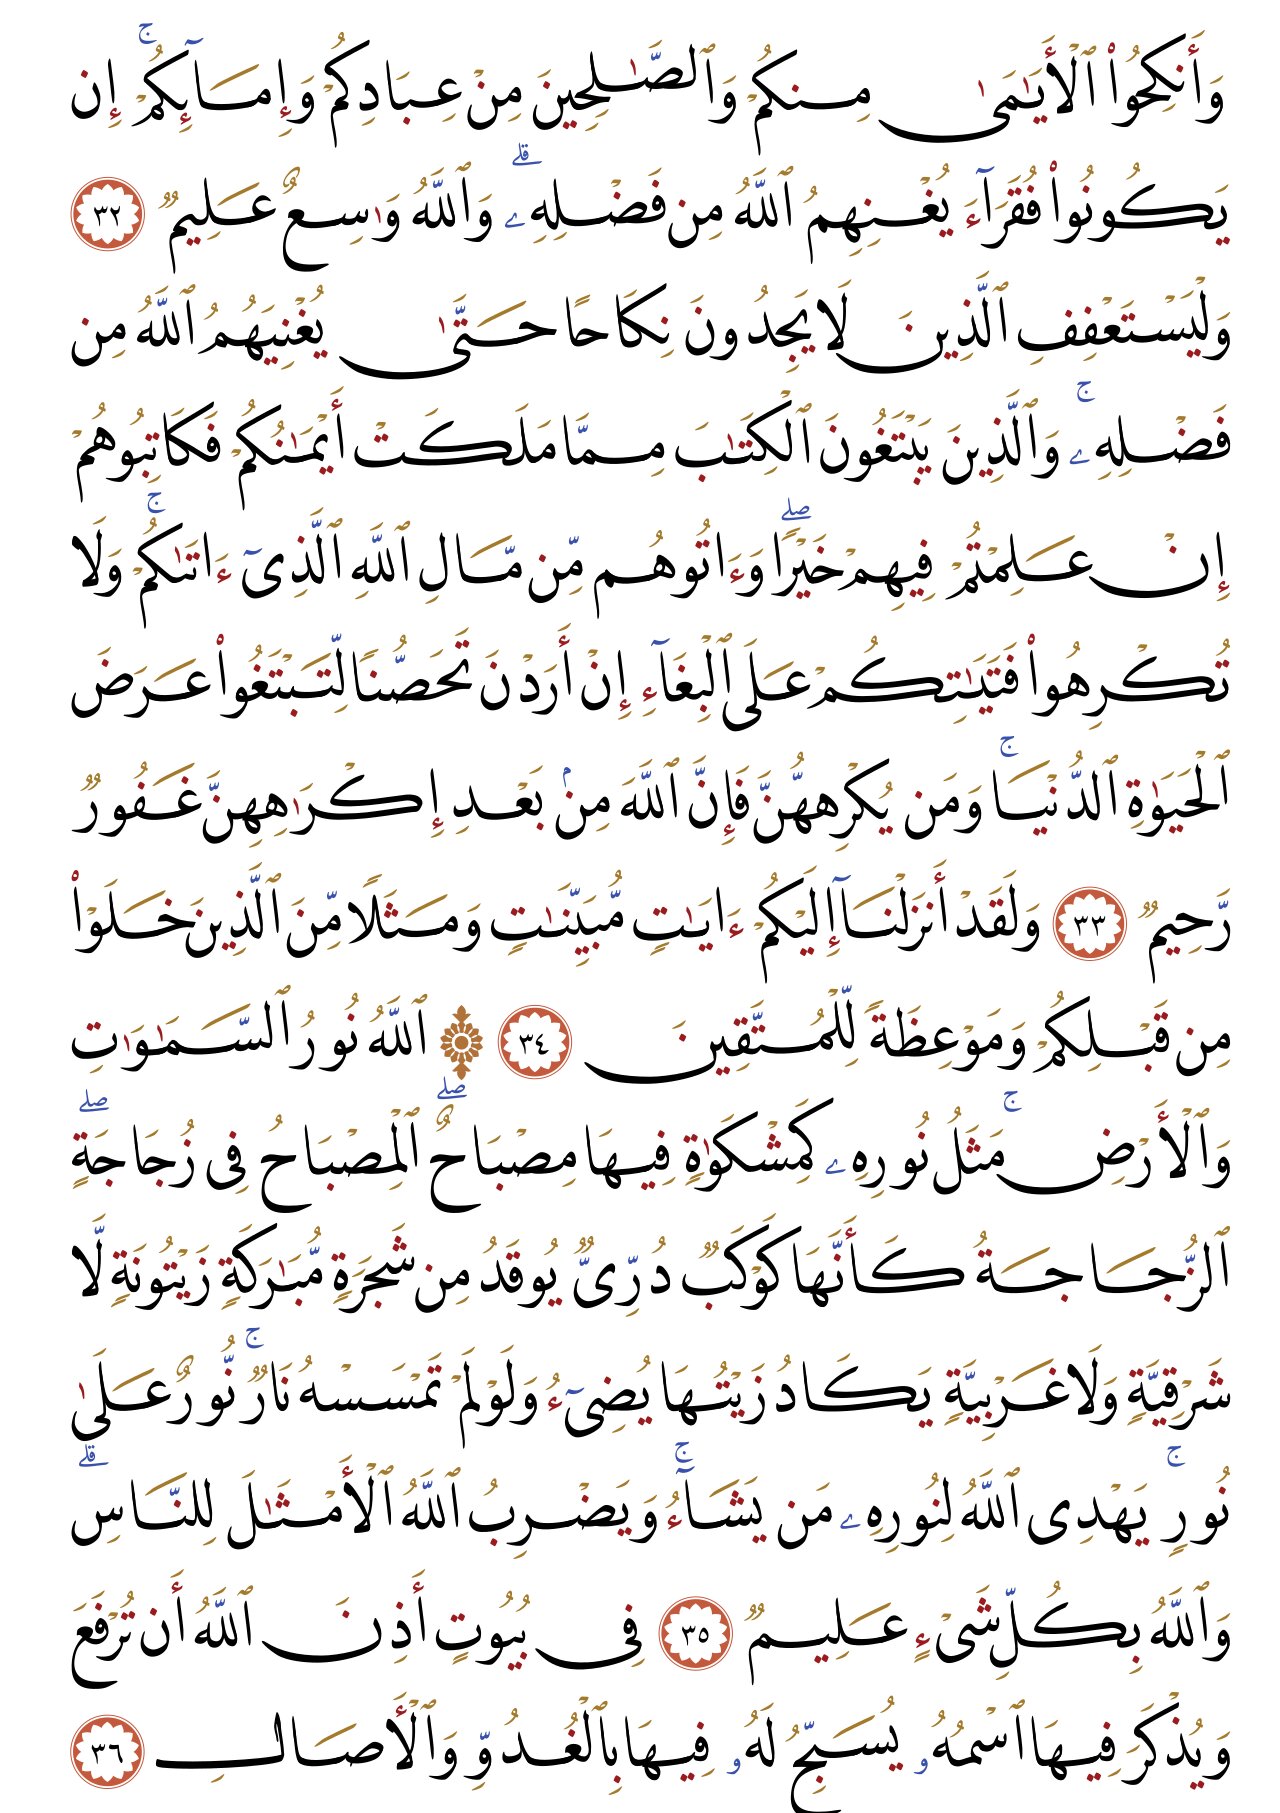 وَأَنكِحُوا۟ ٱلْأَيَـٰمَىٰ مِنكُمْ وَٱلصَّـٰلِحِينَ مِنْ عِبَادِكُمْ وَإِمَآئِكُمْ ۚ إِن
يَكُونُوا۟ فُقَرَآءَ يُغْنِهِمُ ٱللَّهُ مِن فَضْلِهِۦ ۗ وَٱللَّهُ وَٰسِعٌ عَلِيمٌ ٣٢
وَلْيَسْتَعْفِفِ ٱلَّذِينَ لَا يَجِدُونَ نِكَاحًا حَتَّىٰ يُغْنِيَهُمُ ٱللَّهُ مِن
فَضْلِهِۦ ۚ وَٱلَّذِينَ يَبْتَغُونَ ٱلْكِتَـٰبَ مِمَّا مَلَكَتْ أَيْمَـٰنُكُمْ فَكَاتِبُوهُمْ
إِنْ عَلِمْتُمْ فِيهِمْ خَيْرًا ۖ وَءَاتُوهُم مِّن مَّالِ ٱللَّهِ ٱلَّذِىٓ ءَاتَىٰكُمْ ۚ وَلَا
تُكْرِهُوا۟ فَتَيَـٰتِكُمْ عَلَى ٱلْبِغَآءِ إِنْ أَرَدْنَ تَحَصُّنًا لِّتَبْتَغُوا۟ عَرَضَ
ٱلْحَيَوٰةِ ٱلدُّنْيَا ۚ وَمَن يُكْرِههُّنَّ فَإِنَّ ٱللَّهَ مِنۢ بَعْدِ إِكْرَٰهِهِنَّ غَفُورٌ
رَّحِيمٌ ٣٣ وَلَقَدْ أَنزَلْنَآ إِلَيْكُمْ ءَايَـٰتٍ مُّبَيِّنَـٰتٍ وَمَثَلًا مِّنَ ٱلَّذِينَ خَلَوْا۟
مِن قَبْلِكُمْ وَمَوْعِظَةً لِّلْمُتَّقِينَ ٣٤ ۞ ٱللَّهُ نُورُ ٱلسَّمَـٰوَٰتِ
وَٱلْأَرْضِ ۚ مَثَلُ نُورِهِۦ كَمِشْكَوٰةٍ فِيهَا مِصْبَاحٌ ۖ ٱلْمِصْبَاحُ فِى زُجَاجَةٍ ۖ
ٱلزُّجَاجَةُ كَأَنَّهَا كَوْكَبٌ دُرِّىٌّ يُوقَدُ مِن شَجَرَةٍ مُّبَـٰرَكَةٍ زَيْتُونَةٍ لَّا
شَرْقِيَّةٍ وَلَا غَرْبِيَّةٍ يَكَادُ زَيْتُهَا يُضِىٓءُ وَلَوْ لَمْ تَمْسَسْهُ نَارٌ ۚ نُّورٌ عَلَىٰ
نُورٍ ۚ يَهْدِى ٱللَّهُ لِنُورِهِۦ مَن يَشَآءُ ۚ وَيَضْرِبُ ٱللَّهُ ٱلْأَمْثَـٰلَ لِلنَّاسِ ۗ
وَٱللَّهُ بِكُلِّ شَىْءٍ عَلِيمٌ ٣٥ فِى بُيُوتٍ أَذِنَ ٱللَّهُ أَن تُرْفَعَ
وَيُذْكَرَ فِيهَا ٱسْمُهُۥ يُسَبِّحُ لَهُۥ فِيهَا بِٱلْغُدُوِّ وَٱلْأَصَالِ ٣٦